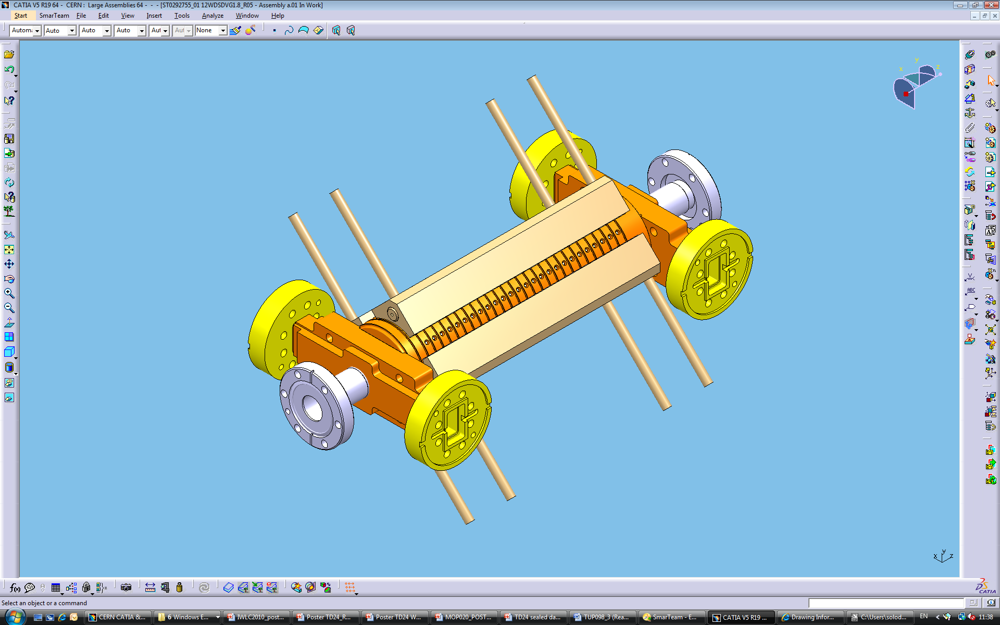 CATIA V5 R19 64 - CERN : Large Assemblies 64 - - - [ST0292755_01 12WDSDVG1.8_R05 - Assembly a.01 In Work]
Start SmarTeam File Edit View Insert Tools Analyze Window Help
Autom Auto Auto Auto Aut Aut None
y
x z
ABC
y
x z
f(x)
DS
CATIA
Select an object or a command
CERN CATIA &... 6 Windows E... IWLC2010_post... Poster TD24_R... Poster TD24 W... MOP020_POST... TD24 sealed da... TUP098_3 (Rea... SmarTeam - E... CATIA V5 R19 ... Drawing Infor... C:\Users\solod... EN < 11:38